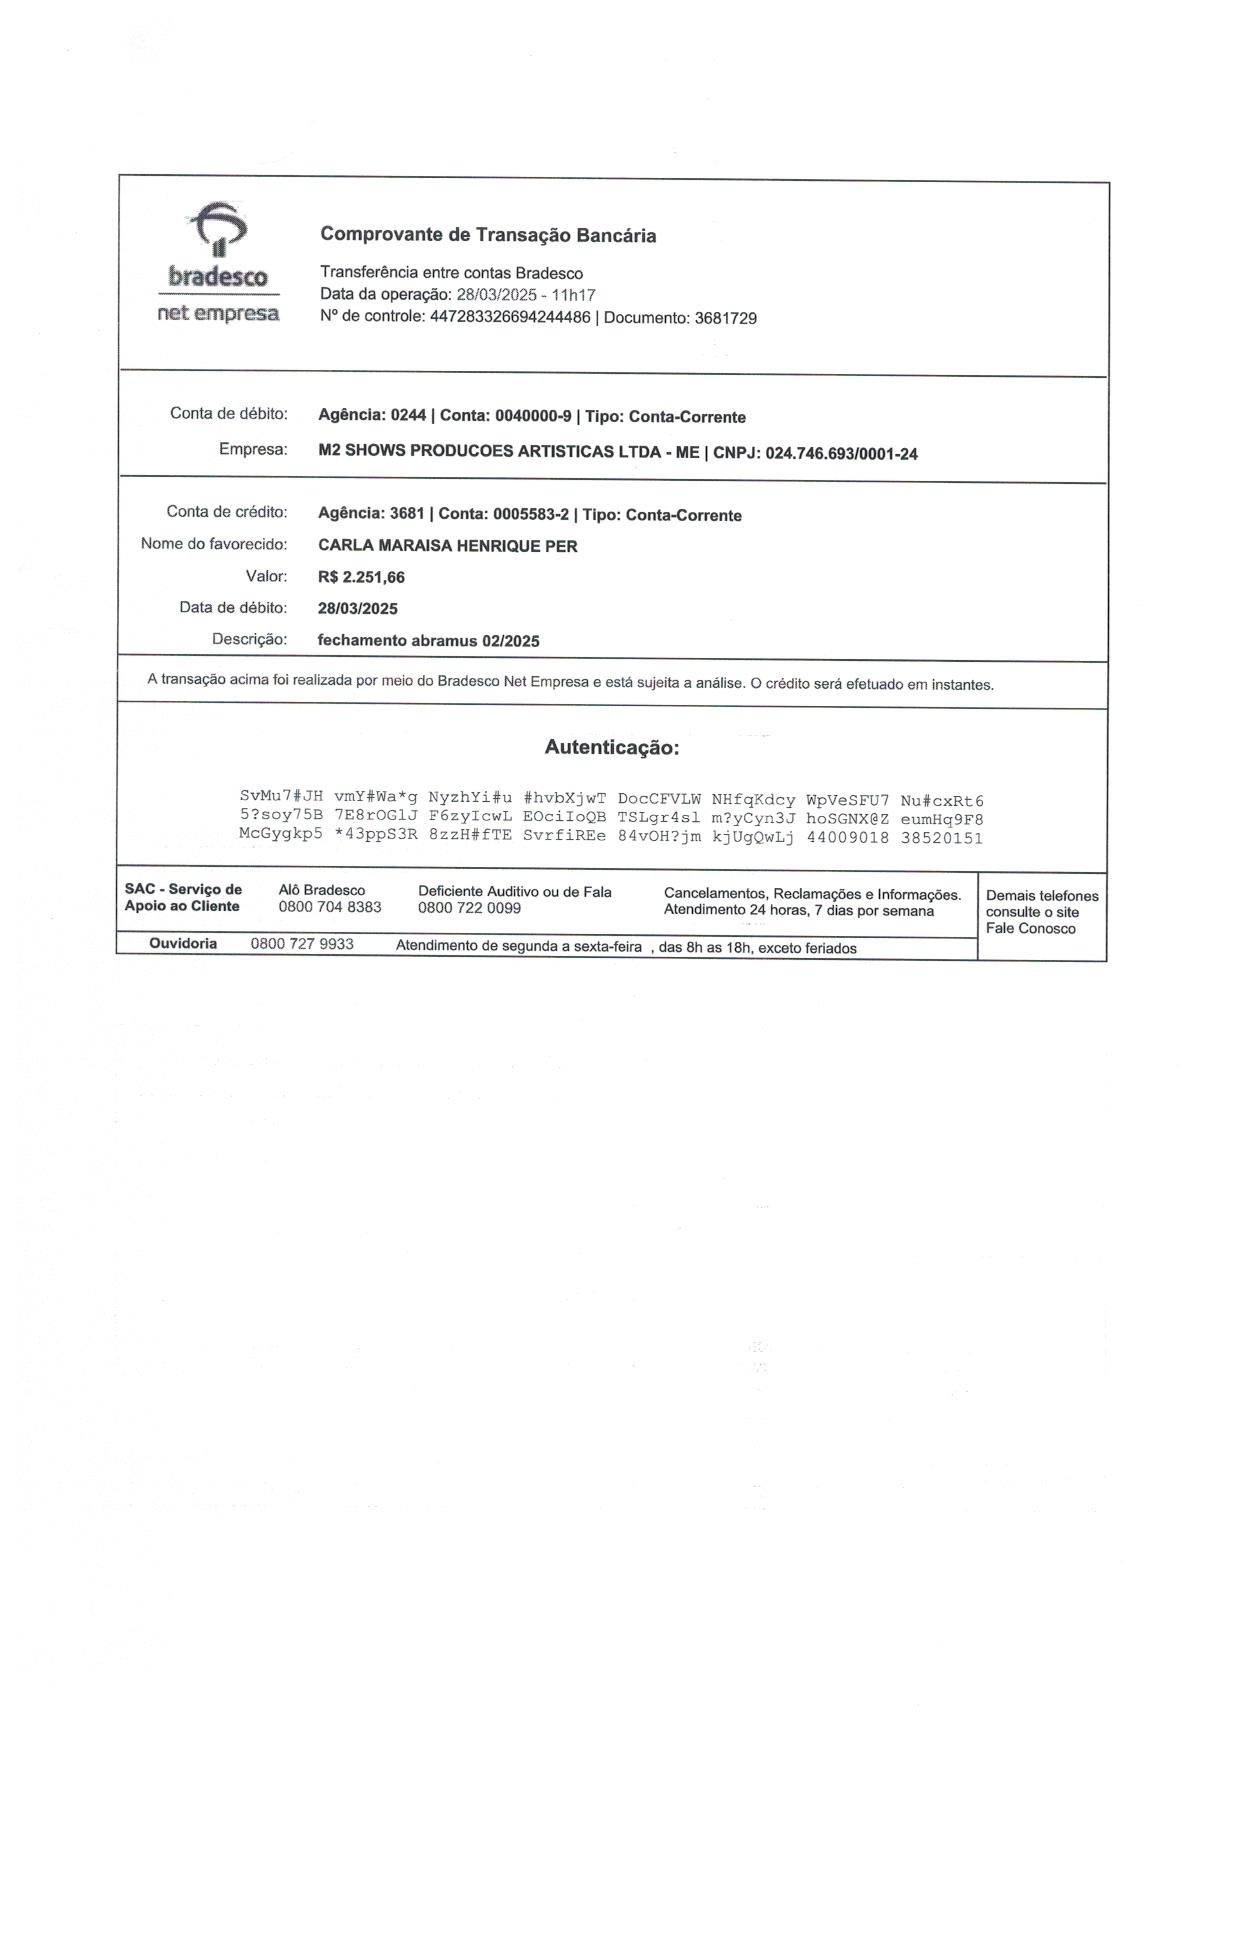 bradesco
net empresa
Comprovante de Transação Bancária
Transferência entre contas Bradesco
Data da operação: 28/03/2025 - 11h17
Nº de controle: 447283326694244486 | Documento: 3681729
Conta de débito: Agência: 0244 | Conta: 0040000-9 | Tipo: Conta-Corrente
Empresa: M2 SHOWS PRODUCOES ARTISTICAS LTDA - ME | CNPJ: 024.746.693/0001-24
Conta de crédito: Agência: 3681 | Conta: 0005583-2 | Tipo: Conta-Corrente
Nome do favorecido: CARLA MARAISA HENRIQUE PER
Valor: R$ 2.251,66
Data de débito: 28/03/2025
Descrição: fechamento abramus 02/2025
A transação acima foi realizada por meio do Bradesco Net Empresa e está sujeita a análise. O crédito será efetuado em instantes.
Autenticação:
SvMu7#JH vmY#Wa*g NyzhYi#u #hvbXjwT DocCFVLW NHfqKdcy WpVeSFU7 Nu#cxRt6
5?soy75B 7E8rOG1J F6zyIcwL EOciIoQB TSLgr4sl m?yCyn3J hoSGNX@Z eumHq9F8
McGygkp5 *43ppS3R 8zzH#fTE SvrfiREe 84vOH?jm kjUgQwLj 44009018 38520151
SAC - Serviço de Apoio ao Cliente
Alô Bradesco
0800 704 8383
Deficiente Auditivo ou de Fala
0800 722 0099
Cancelamentos, Reclamações e Informações.
Atendimento 24 horas, 7 dias por semana
Demais telefones
consulte o site
Fale Conosco
Ouvidoria 0800 727 9933 Atendimento de segunda a sexta-feira , das 8h as 18h, exceto feriados